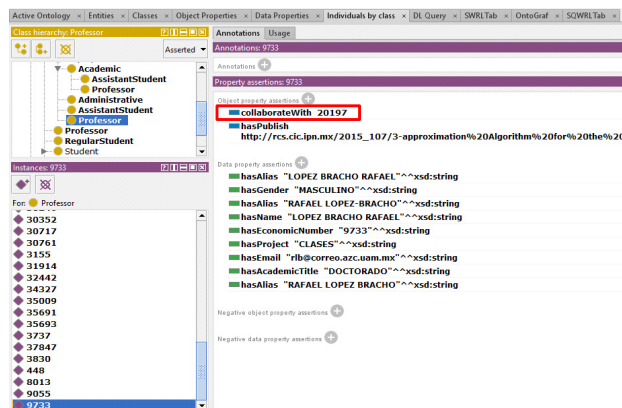 Active Ontology × Entities × Classes × Object Properties × Data Properties × Individuals by class × DL Query × SWRLTab × OntoGraf × SQWRLTab ×
Class hierarchy: Professor
Asserted
Academic
AssistantStudent
Professor
Administrative
AssistantStudent
Professor
Professor
RegularStudent
Student
Instances: 9733
For: Professor
30352
30717
30761
3155
31914
32442
34327
35009
35691
35693
3737
37847
3830
448
8013
9055
9733
Annotations Usage
Annotations: 9733
Annotations
Property assertions: 9733
Object property assertions
collaborateWith 20197
hasPublish
http://rcs.cic.ipn.mx/2015_107/3-approximation%20Algorithm%20for%20the%20
Data property assertions
hasAlias "LOPEZ BRACHO RAFAEL"^^xsd:string
hasGender "MASCULINO"^^xsd:string
hasAlias "RAFAEL LOPEZ-BRACHO"^^xsd:string
hasName "LOPEZ BRACHO RAFAEL"^^xsd:string
hasEconomicNumber "9733"^^xsd:string
hasProject "CLASES"^^xsd:string
hasEmail "rlb@correo.azc.uam.mx"^^xsd:string
hasAcademicTitle "DOCTORADO"^^xsd:string
hasAlias "RAFAEL LOPEZ BRACHO"^^xsd:string
Negative object property assertions
Negative data property assertions